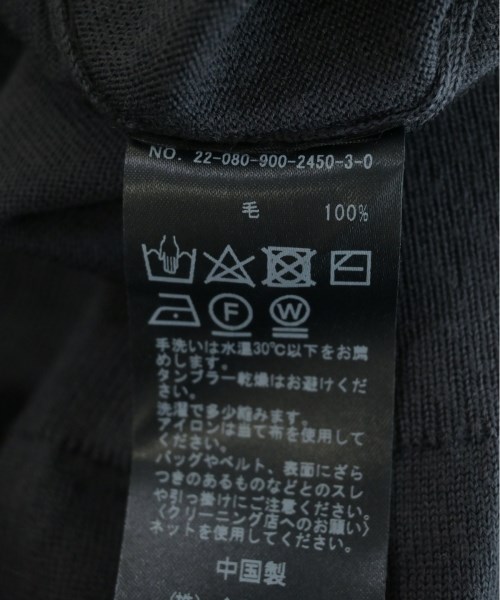 NO. 22-080-900-2450-3-0
毛 100%
F W
手洗いは水温30℃以下をお薦
めします。
タンブラー乾燥はお避けくだ
さい。
洗濯で多少縮みます。
アイロンは当て布を使用して
ください。
バッグやベルト、表面にざら
つきのあるものなどとのスレ
や引っ掛けにご注意ください。
〈クリーニング店へのお願い〉
ネットを使用してください。
中国製
(株)